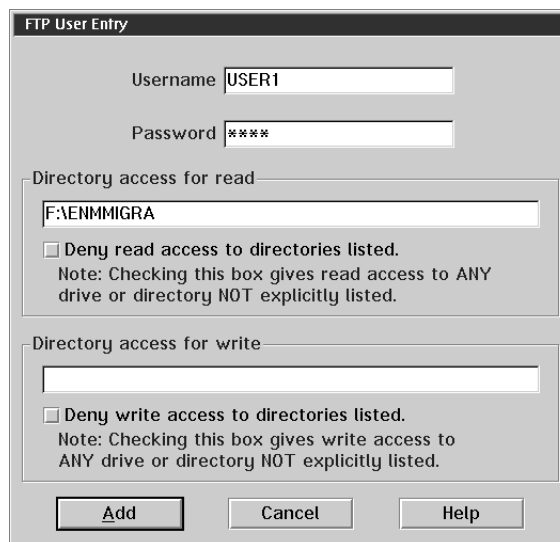 FTP User Entry
Username USER1
Password ****
Directory access for read
F:\ENMMIGRA
Deny read access to directories listed.
Note: Checking this box gives read access to ANY
drive or directory NOT explicitly listed.
Directory access for write
Deny write access to directories listed.
Note: Checking this box gives write access to
ANY drive or directory NOT explicitly listed.
Add Cancel Help